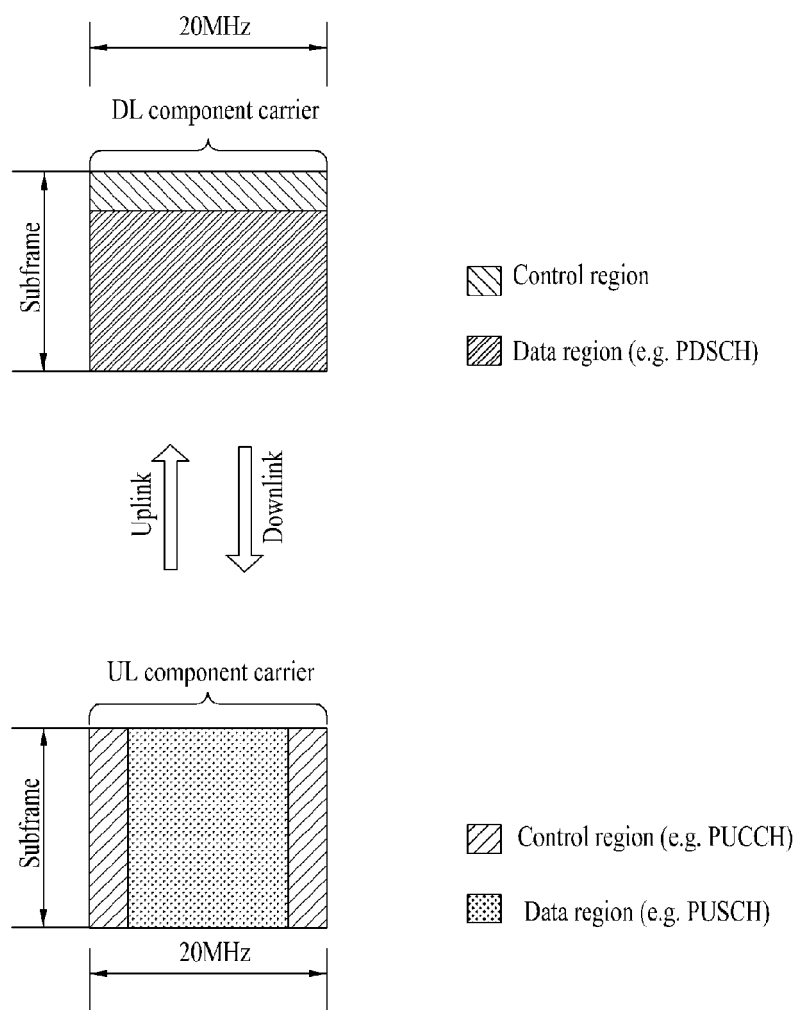 20MHz
DL component carrier
Subframe
Control region
Data region (e.g. PDSCH)
Uplink
Downlink
UL component carrier
Subframe
Control region (e.g. PUCCH)
Data region (e.g. PUSCH)
20MHz